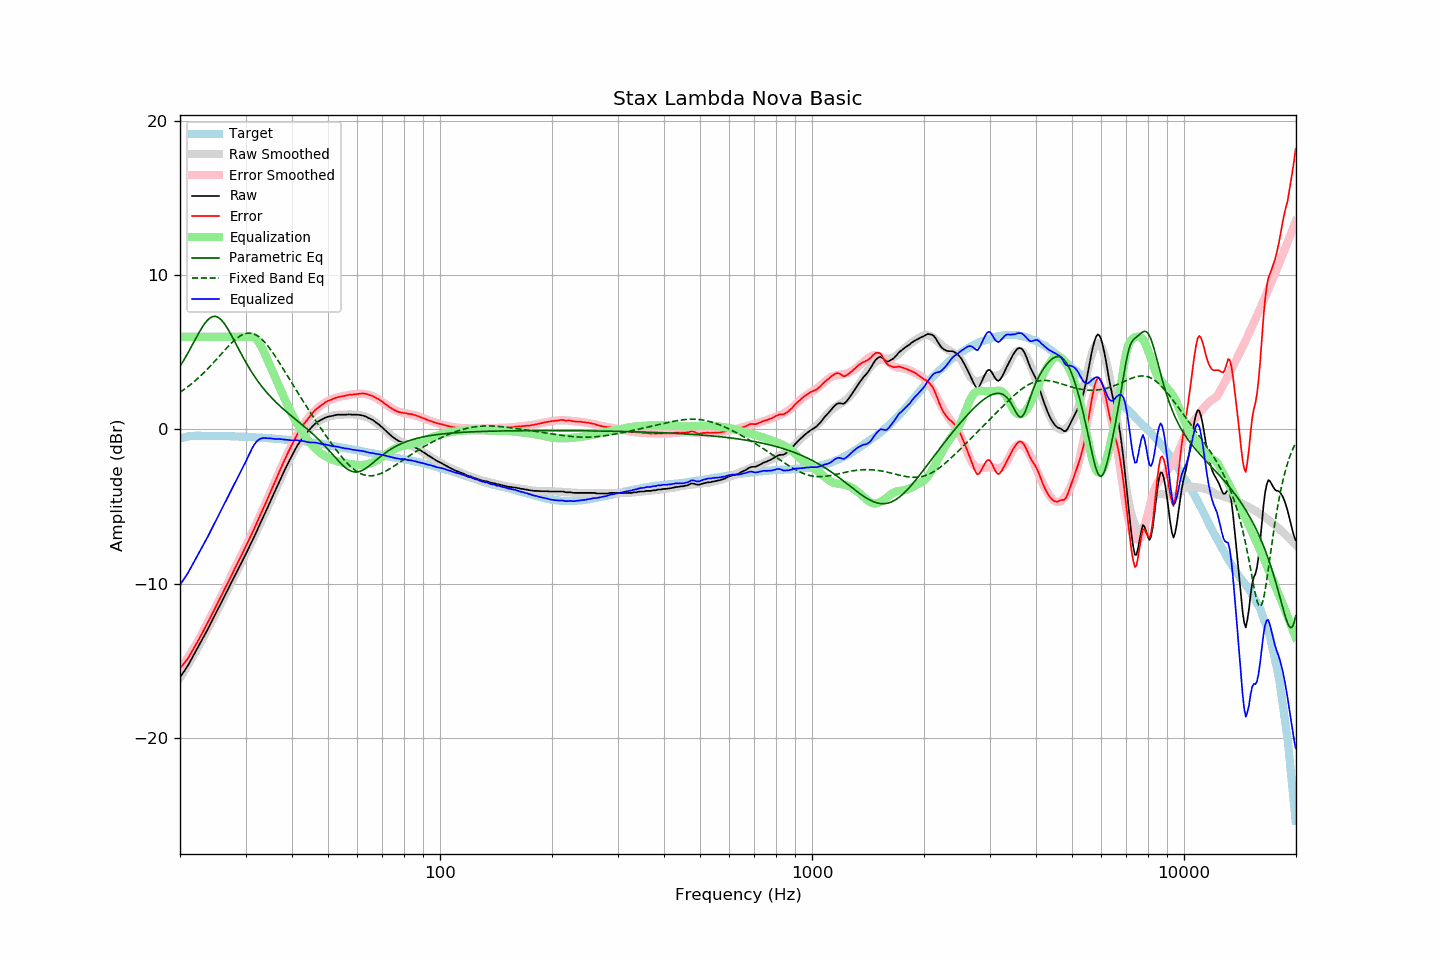 Stax Lambda Nova Basic
20
10
0
−10
−20
Amplitude (dBr)
Target
Raw Smoothed
Error Smoothed
Raw
Error
Equalization
Parametric Eq
Fixed Band Eq
Equalized
100
1000
10000
Frequency (Hz)